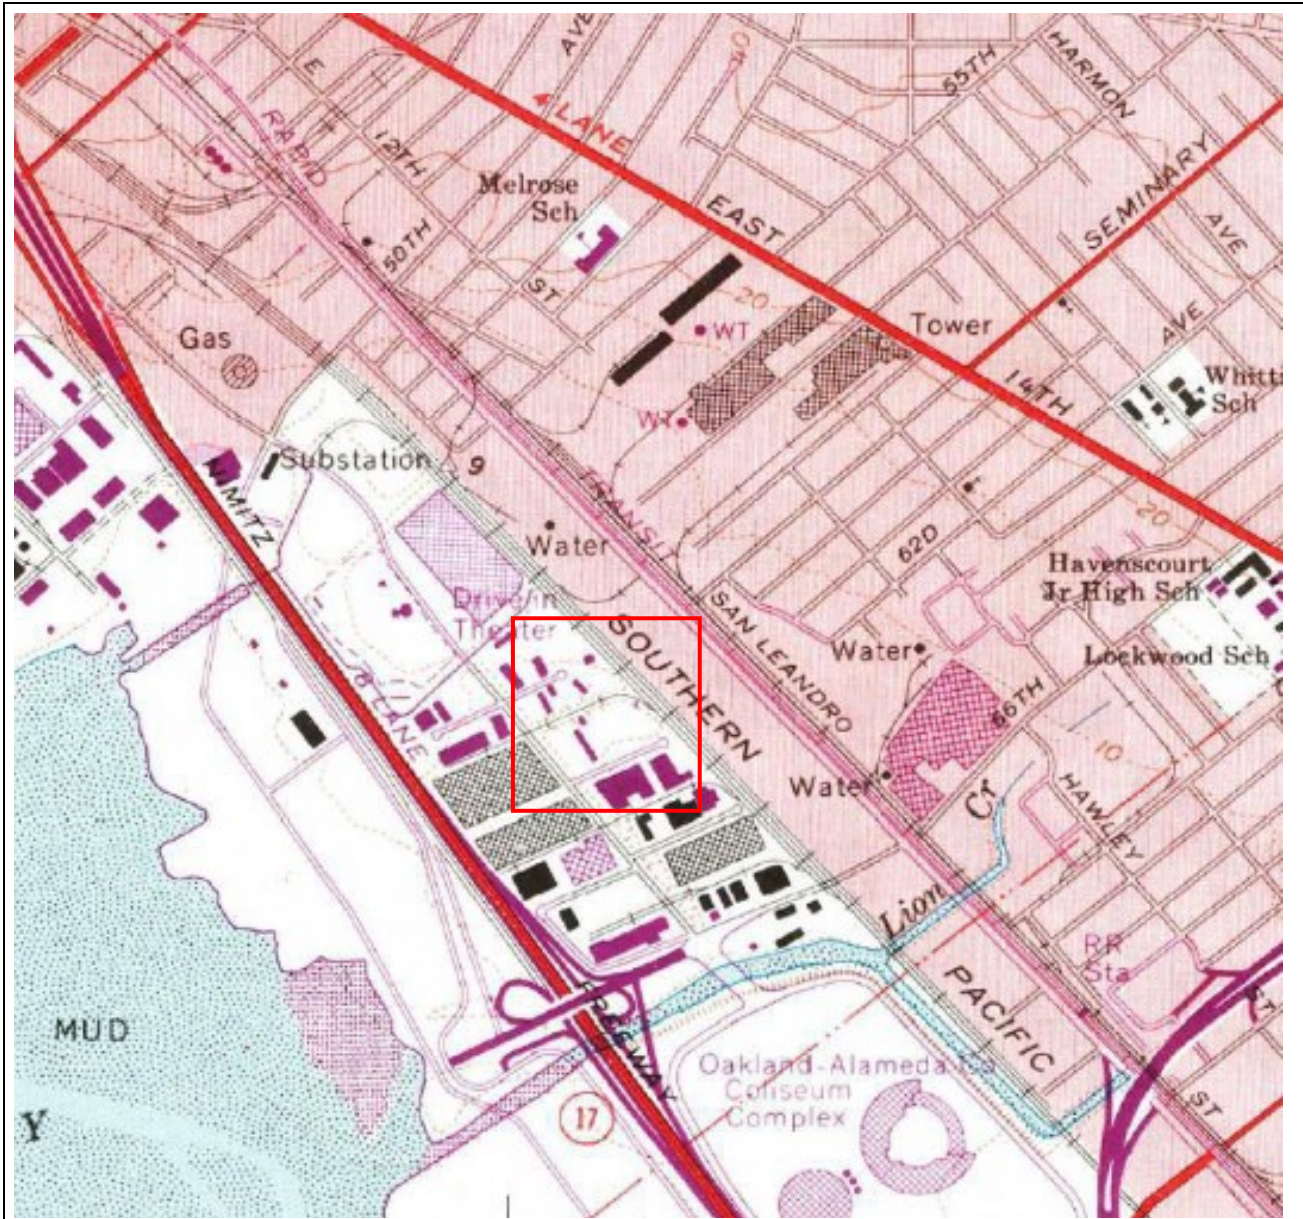 AVE
55TH
HARMON
E
RAPID
12TH
LANE
40
Melrose
Sch
EAST
SEMINARY
AVE
50TH
ST
20
WT
Tower
AVE
Gas
14TH
Whitt
Sch
WT
Substation
9
NIMITZ
TRANSIT
20
Water
62D
Havenscourt
Jr High Sch
Drive in
Theater
SOUTHERN
SAN LEANDRO
Water
Lockwood Sch
8 LANE
66TH
10
Water
Cr
HAWLEY
Lion
RR
Sta
PACIFIC
ST
FREEWAY
MUD
Oakland-Alameda Co
Coliseum
Complex
17
ST
Y